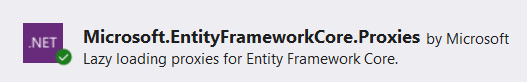 .NET
Microsoft.EntityFrameworkCore.Proxies by Microsoft
Lazy loading proxies for Entity Framework Core.